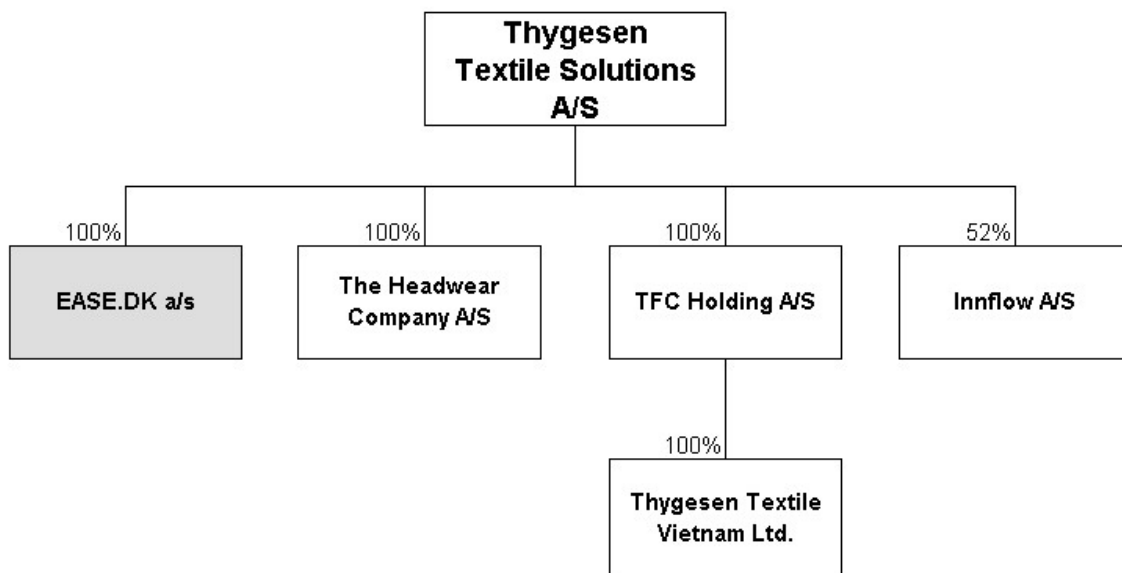 Thygesen
Textile Solutions
A/S
100%
100%
100%
52%
EASE.DK a/s
The Headwear
Company A/S
TFC Holding A/S
Innflow A/S
100%
Thygesen Textile
Vietnam Ltd.